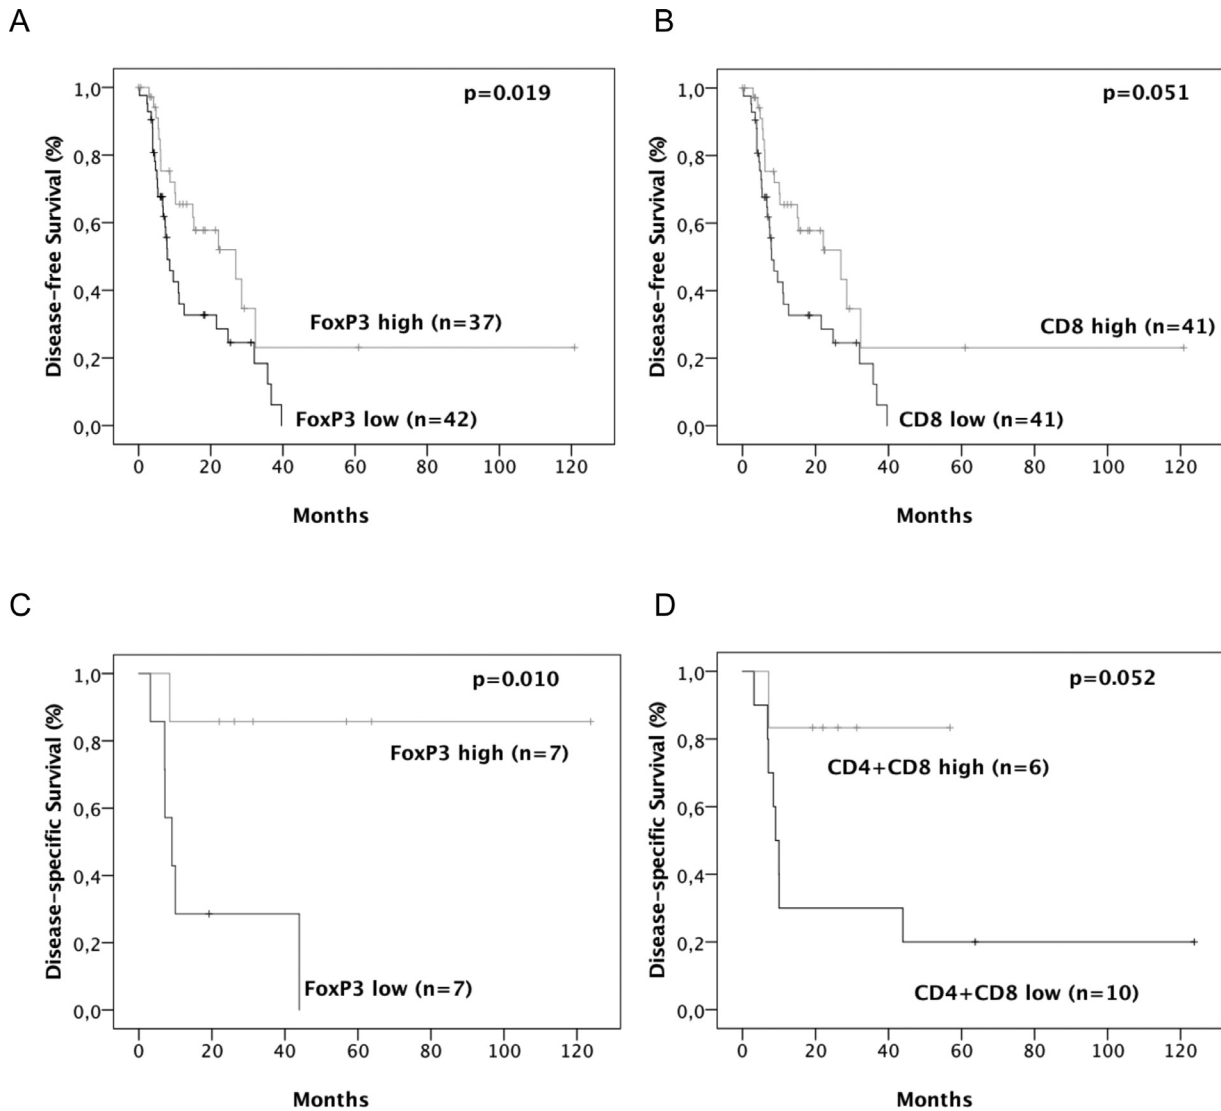 A
Disease-free Survival (%)
1,0
0,8
0,6
0,4
0,2
0,0
p=0.019
FoxP3 high (n=37)
FoxP3 low (n=42)
0 20 40 60 80 100 120
Months
B
Disease-free Survival (%)
1,0
0,8
0,6
0,4
0,2
0,0
p=0.051
CD8 high (n=41)
CD8 low (n=41)
0 20 40 60 80 100 120
Months
C
Disease-specific Survival (%)
1,0
0,8
0,6
0,4
0,2
0,0
p=0.010
FoxP3 high (n=7)
FoxP3 low (n=7)
0 20 40 60 80 100 120
Months
D
Disease-specific Survival (%)
1,0
0,8
0,6
0,4
0,2
0,0
p=0.052
CD4+CD8 high (n=6)
CD4+CD8 low (n=10)
0 20 40 60 80 100 120
Months